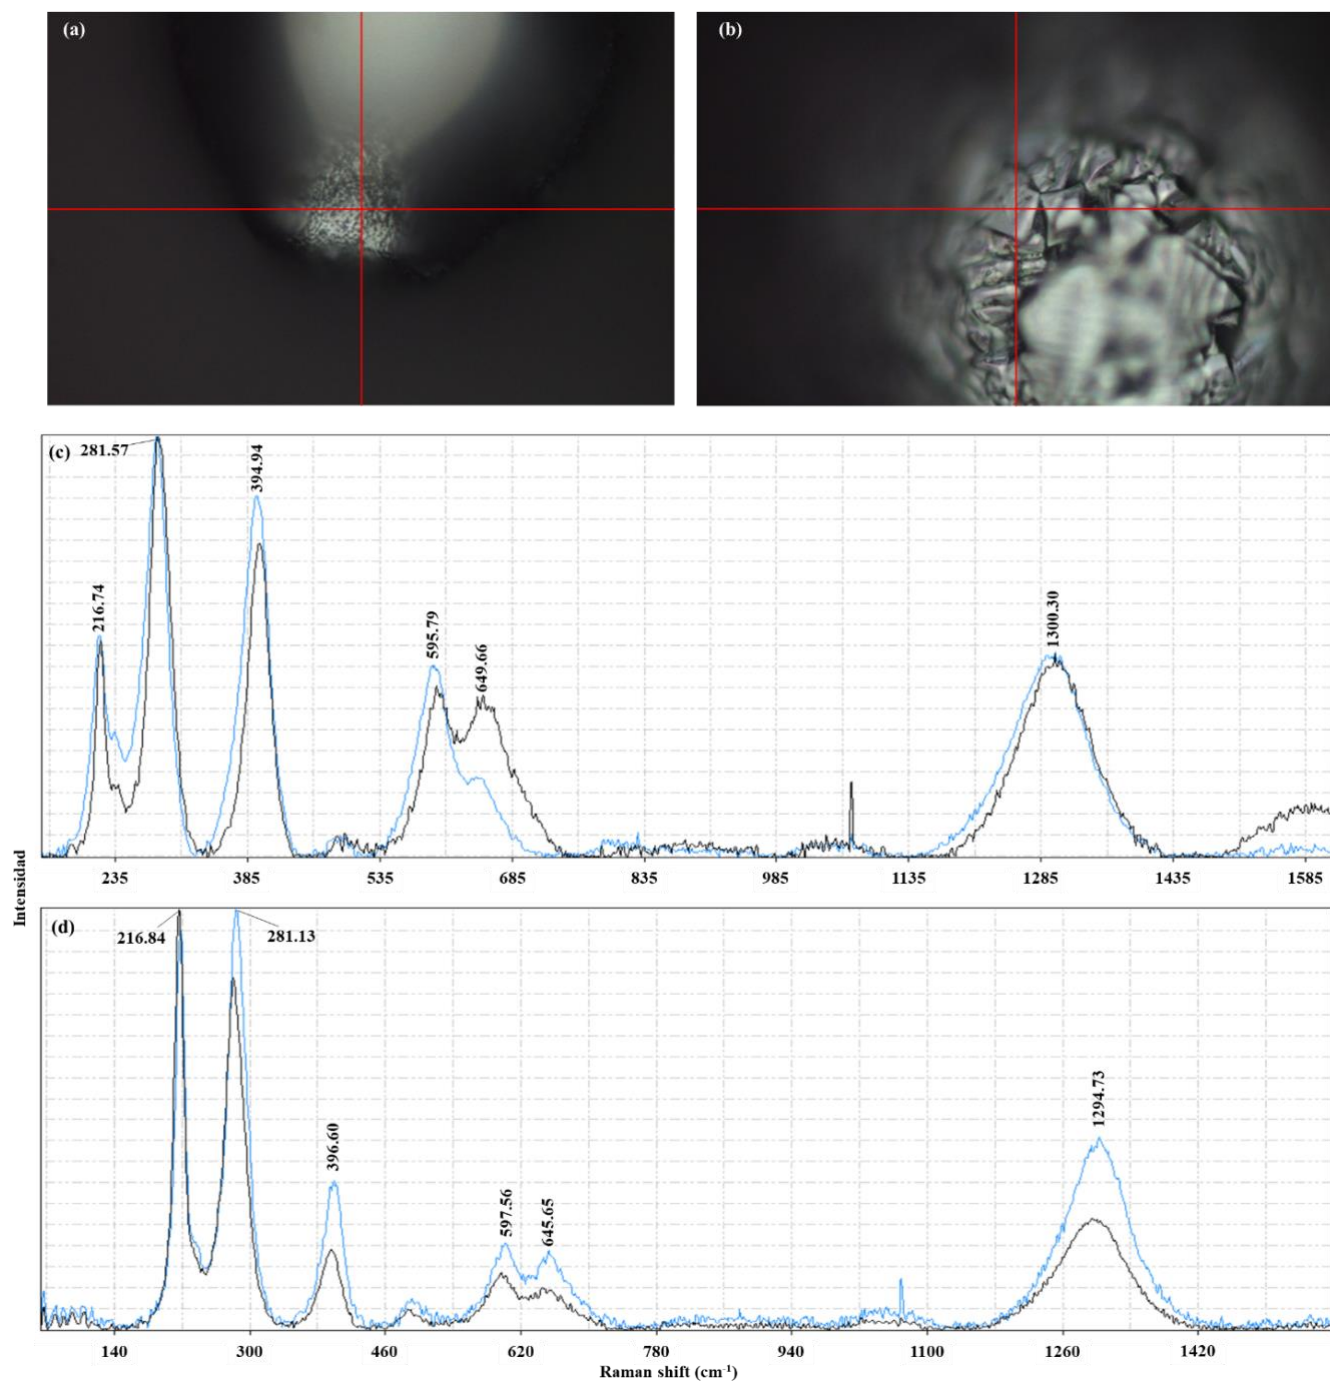 (a)
(b)
(c)
281.57
394.94
216.74
595.79
649.66
1300.30
235 385 535 685 835 985 1135 1285 1435 1585
Intensidad
(d)
216.84
281.13
396.60
597.56
645.65
1294.73
140 300 460 620 780 940 1100 1260 1420
Raman shift (cm⁻¹)